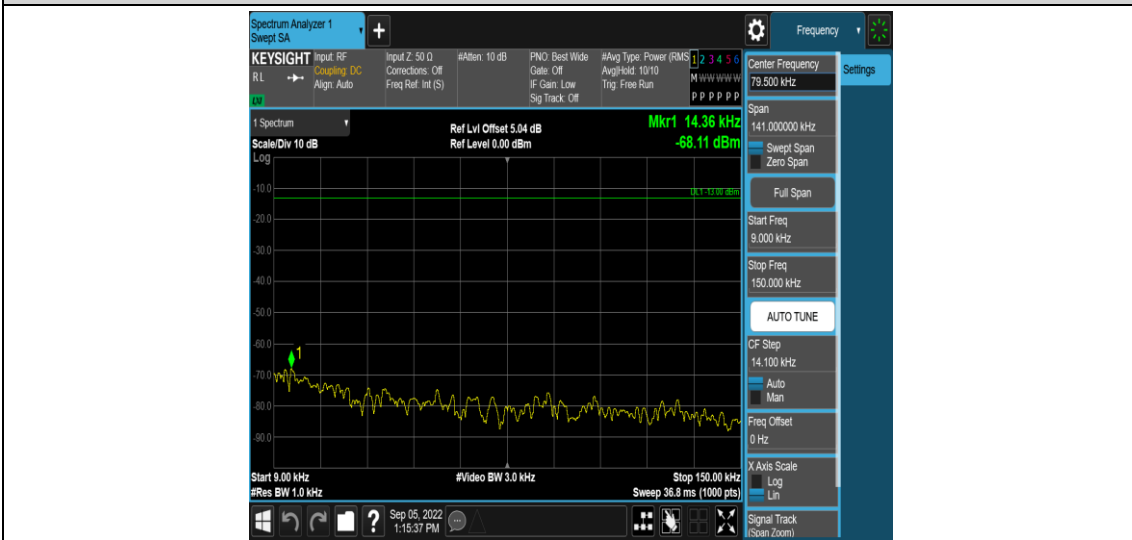 Spectrum Analyzer 1
Swept SA
+
Frequency
KEYSIGHT
RL
LXI
Input: RF
Coupling: DC
Align: Auto
Input Z: 50 Ω
Corrections: Off
Freq Ref: Int (S)
#Atten: 10 dB
PNO: Best Wide
Gate: Off
IF Gain: Low
Sig Track: Off
#Avg Type: Power (RMS
Avg|Hold: 10/10
Trig: Free Run
1 2 3 4 5 6
M W W W W W
P P P P P P
1 Spectrum
Scale/Div 10 dB
Log
Ref Lvl Offset 5.04 dB
Ref Level 0.00 dBm
Mkr1 14.36 kHz
-68.11 dBm
DL1 -13.00 dBm
-10.0
-20.0
-30.0
-40.0
-50.0
-60.0
-70.0
-80.0
-90.0
1
Start 9.00 kHz
#Res BW 1.0 kHz
#Video BW 3.0 kHz
Stop 150.00 kHz
Sweep 36.8 ms (1000 pts)
?
Sep 05, 2022
1:15:37 PM
Center Frequency
79.500 kHz
Span
141.000000 kHz
Swept Span
Zero Span
Full Span
Start Freq
9.000 kHz
Stop Freq
150.000 kHz
AUTO TUNE
CF Step
14.100 kHz
Auto
Man
Freq Offset
0 Hz
X Axis Scale
Log
Lin
Signal Track
(Span Zoom)
Settings